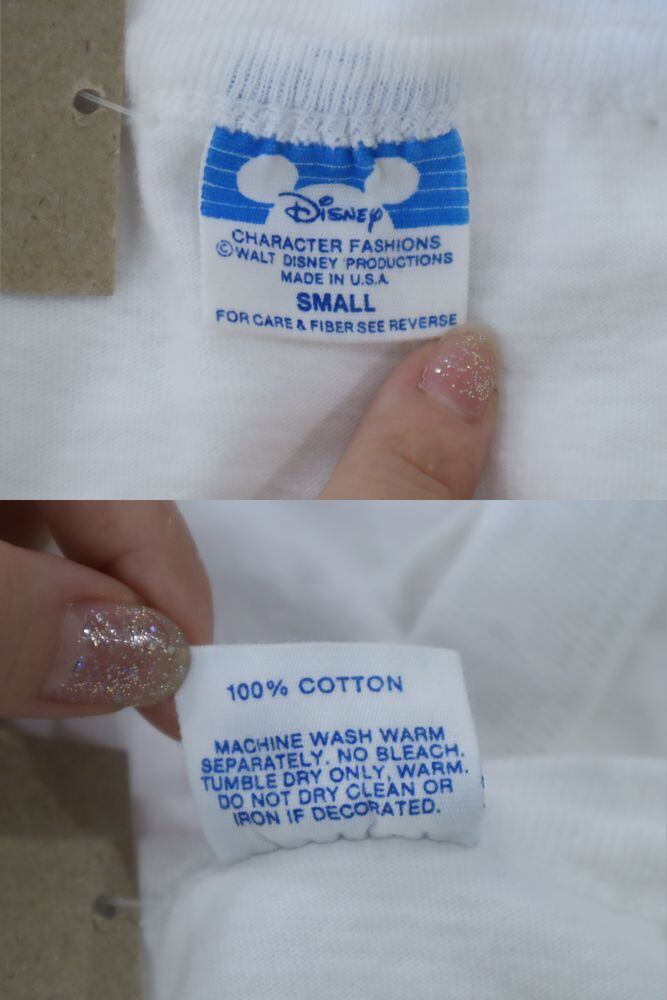 Disney
CHARACTER FASHIONS
© WALT DISNEY PRODUCTIONS
MADE IN U.S.A.
SMALL
FOR CARE & FIBER SEE REVERSE
100% COTTON
MACHINE WASH WARM
SEPARATELY. NO BLEACH.
TUMBLE DRY ONLY, WARM.
DO NOT DRY CLEAN OR
IRON IF DECORATED.